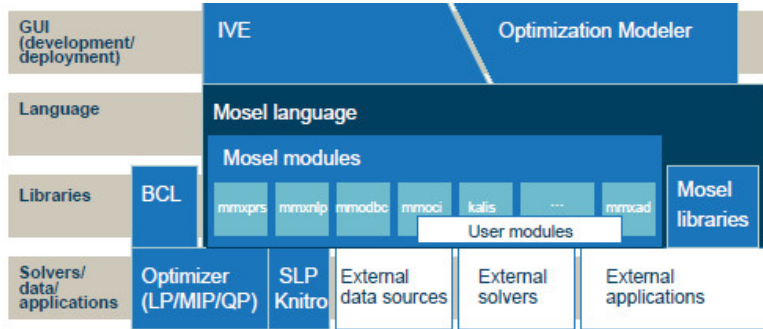 GUI
(development/
deployment)
IVE
Optimization Modeler
Language
Mosel language
Mosel modules
Libraries
BCL
mmxprs
mmxnlp
mmodbc
mmoci
kalis
...
mmxad
User modules
Mosel
libraries
Solvers/
data/
applications
Optimizer
(LP/MIP/QP)
SLP
Knitro
External
data sources
External
solvers
External
applications